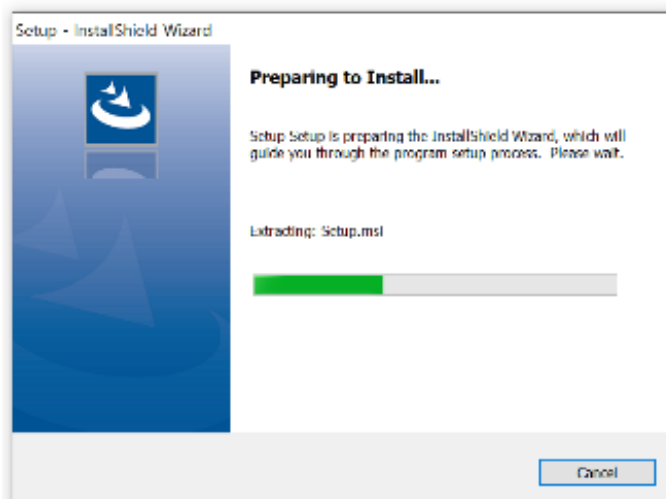 Setup - InstallShield Wizard
Preparing to Install...
Setup Setup is preparing the InstallShield Wizard, which will
guide you through the program setup process. Please wait.
Extracting: Setup.msi
Cancel